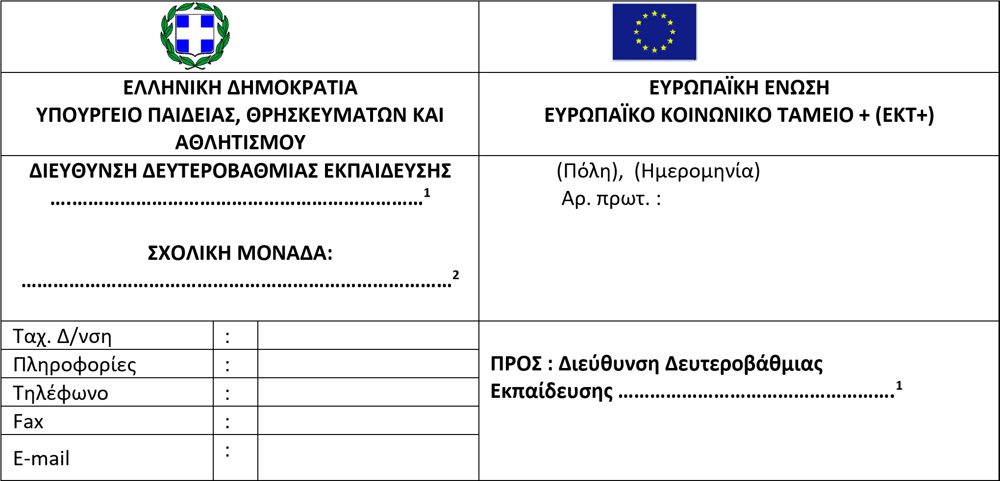 ΕΛΛΗΝΙΚΗ ΔΗΜΟΚΡΑΤΙΑ
ΥΠΟΥΡΓΕΙΟ ΠΑΙΔΕΙΑΣ, ΘΡΗΣΚΕΥΜΑΤΩΝ ΚΑΙ
ΑΘΛΗΤΙΣΜΟΥ
ΕΥΡΩΠΑΪΚΗ ΕΝΩΣΗ
ΕΥΡΩΠΑΪΚΟ ΚΟΙΝΩΝΙΚΟ ΤΑΜΕΙΟ + (ΕΚΤ+)
ΔΙΕΥΘΥΝΣΗ ΔΕΥΤΕΡΟΒΑΘΜΙΑΣ ΕΚΠΑΙΔΕΥΣΗΣ
……………………………………………………………¹
ΣΧΟΛΙΚΗ ΜΟΝΑΔΑ:
………………………………………………………………………²
(Πόλη), (Ημερομηνία)
Αρ. πρωτ. :
Ταχ. Δ/νση :
Πληροφορίες :
Τηλέφωνο :
Fax :
E-mail :
ΠΡΟΣ : Διεύθυνση Δευτεροβάθμιας
Εκπαίδευσης …………………………………………….¹